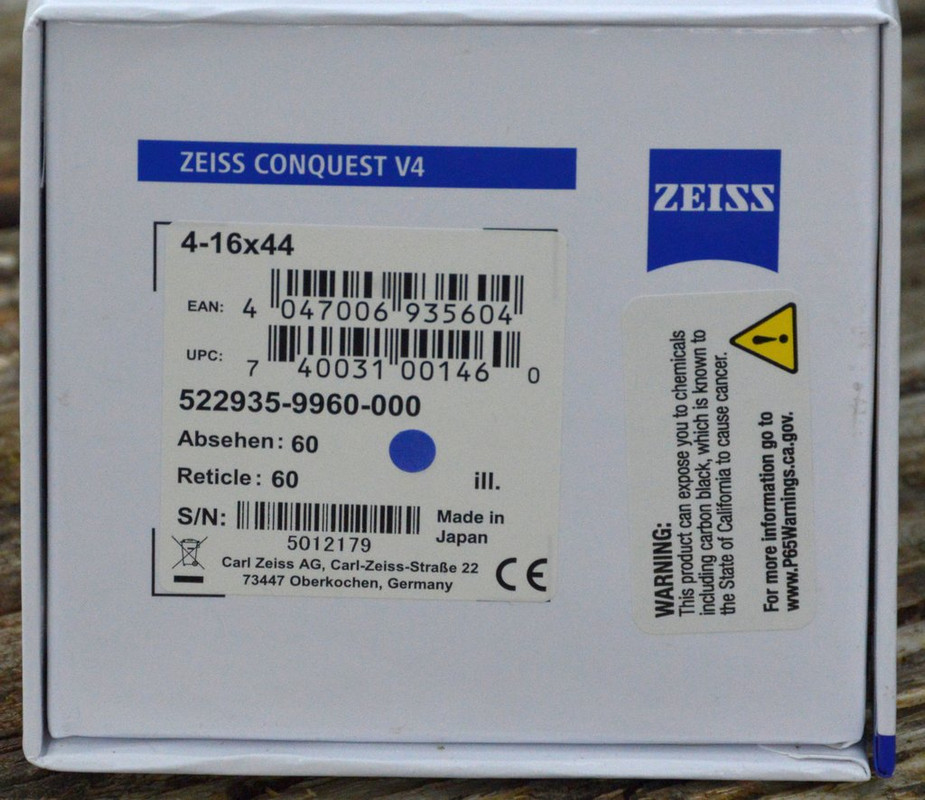 ZEISS CONQUEST V4
ZEISS
4-16x44
EAN: 4 047006 935604
UPC: 7 40031 00146 0
522935-9960-000
Absehen: 60
Reticle: 60 ill.
S/N:
5012179
Made in
Japan
Carl Zeiss AG, Carl-Zeiss-Straße 22
73447 Oberkochen, Germany
CE
WARNING:
This product can expose you to chemicals
including carbon black, which is known to
the State of California to cause cancer.
For more information go to
www.P65Warnings.ca.gov.